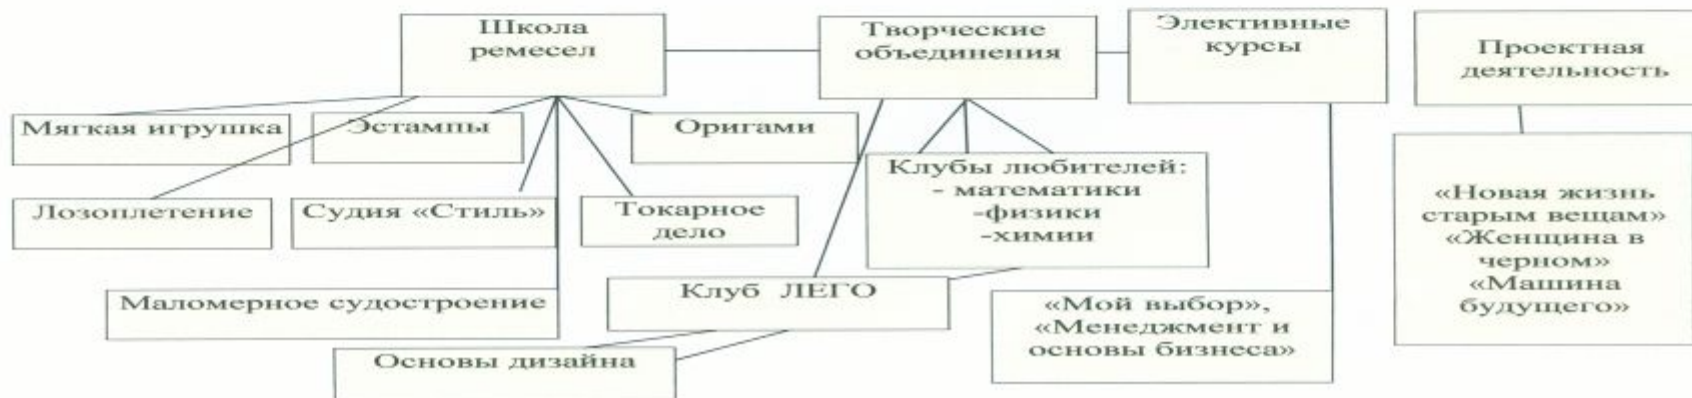 Школа
ремесел
Творческие
объединения
Элективные
курсы
Проектная
деятельность
Мягкая игрушка
Эстампы
Оригами
Лозоплетение
Судия «Стиль»
Токарное
дело
Клубы любителей:
- математики
-физики
-химии
«Новая жизнь
старым вещам»
«Женщина в
черном»
«Машина
будущего»
Маломерное судостроение
Клуб ЛЕГО
«Мой выбор»,
«Менеджмент и
основы бизнеса»
Основы дизайна